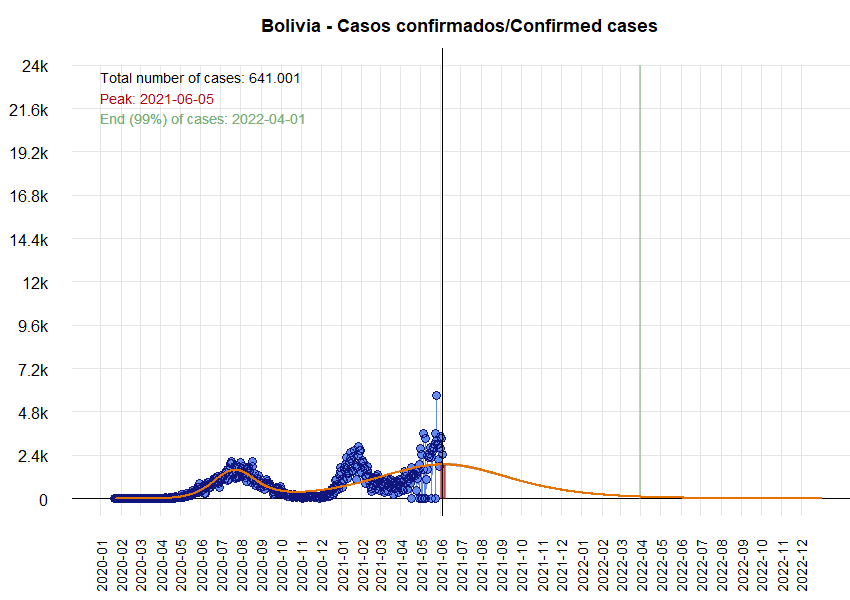 Bolivia - Casos confirmados/Confirmed cases
Total number of cases: 641.001
Peak: 2021-06-05
End (99%) of cases: 2022-04-01
24k
21.6k
19.2k
16.8k
14.4k
12k
9.6k
7.2k
4.8k
2.4k
0
2020-01
2020-02
2020-03
2020-04
2020-05
2020-06
2020-07
2020-08
2020-09
2020-10
2020-11
2020-12
2021-01
2021-02
2021-03
2021-04
2021-05
2021-06
2021-07
2021-08
2021-09
2021-10
2021-11
2021-12
2022-01
2022-02
2022-03
2022-04
2022-05
2022-06
2022-07
2022-08
2022-09
2022-10
2022-11
2022-12